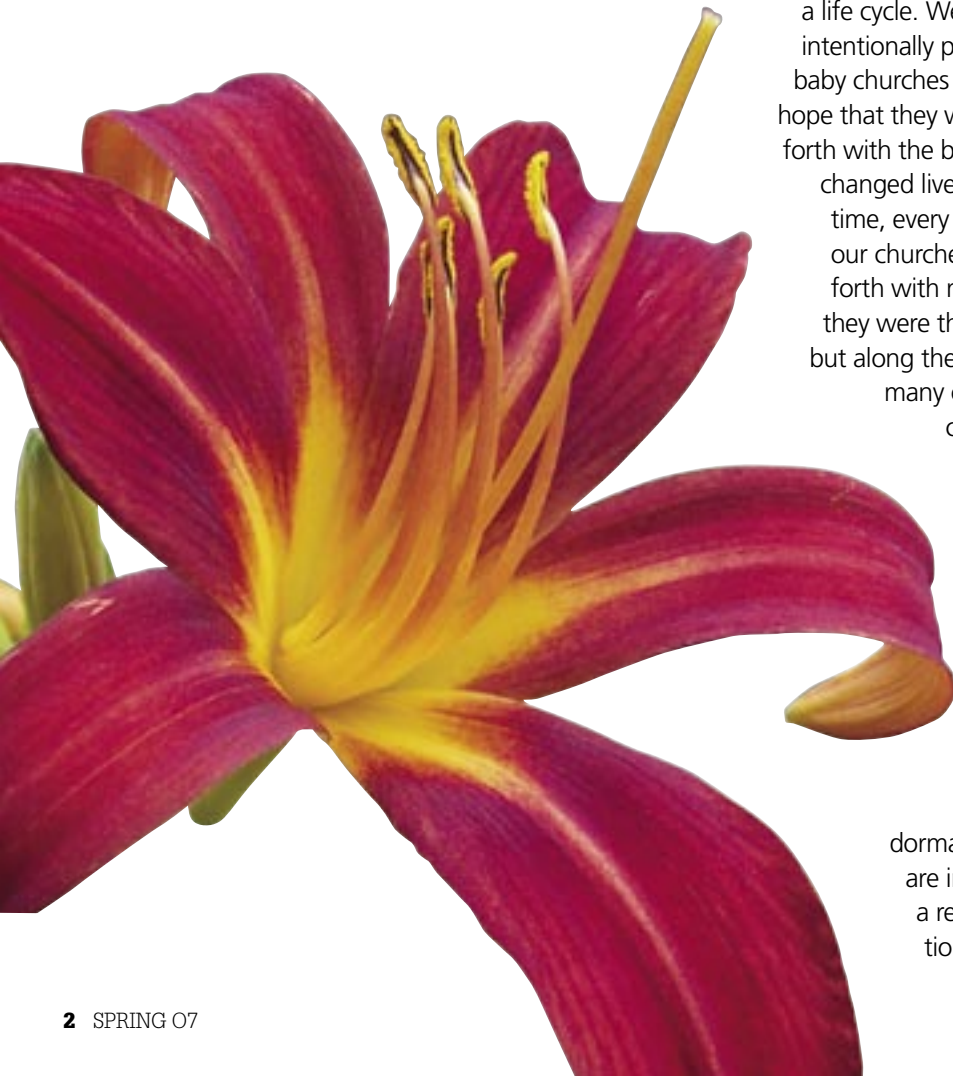 a life cycle. We
intentionally p
baby churches
hope that they w
forth with the b
changed live
time, every
our churche
forth with r
they were th
but along the
many
dorma
are i
a re
tio
2 SPRING 07